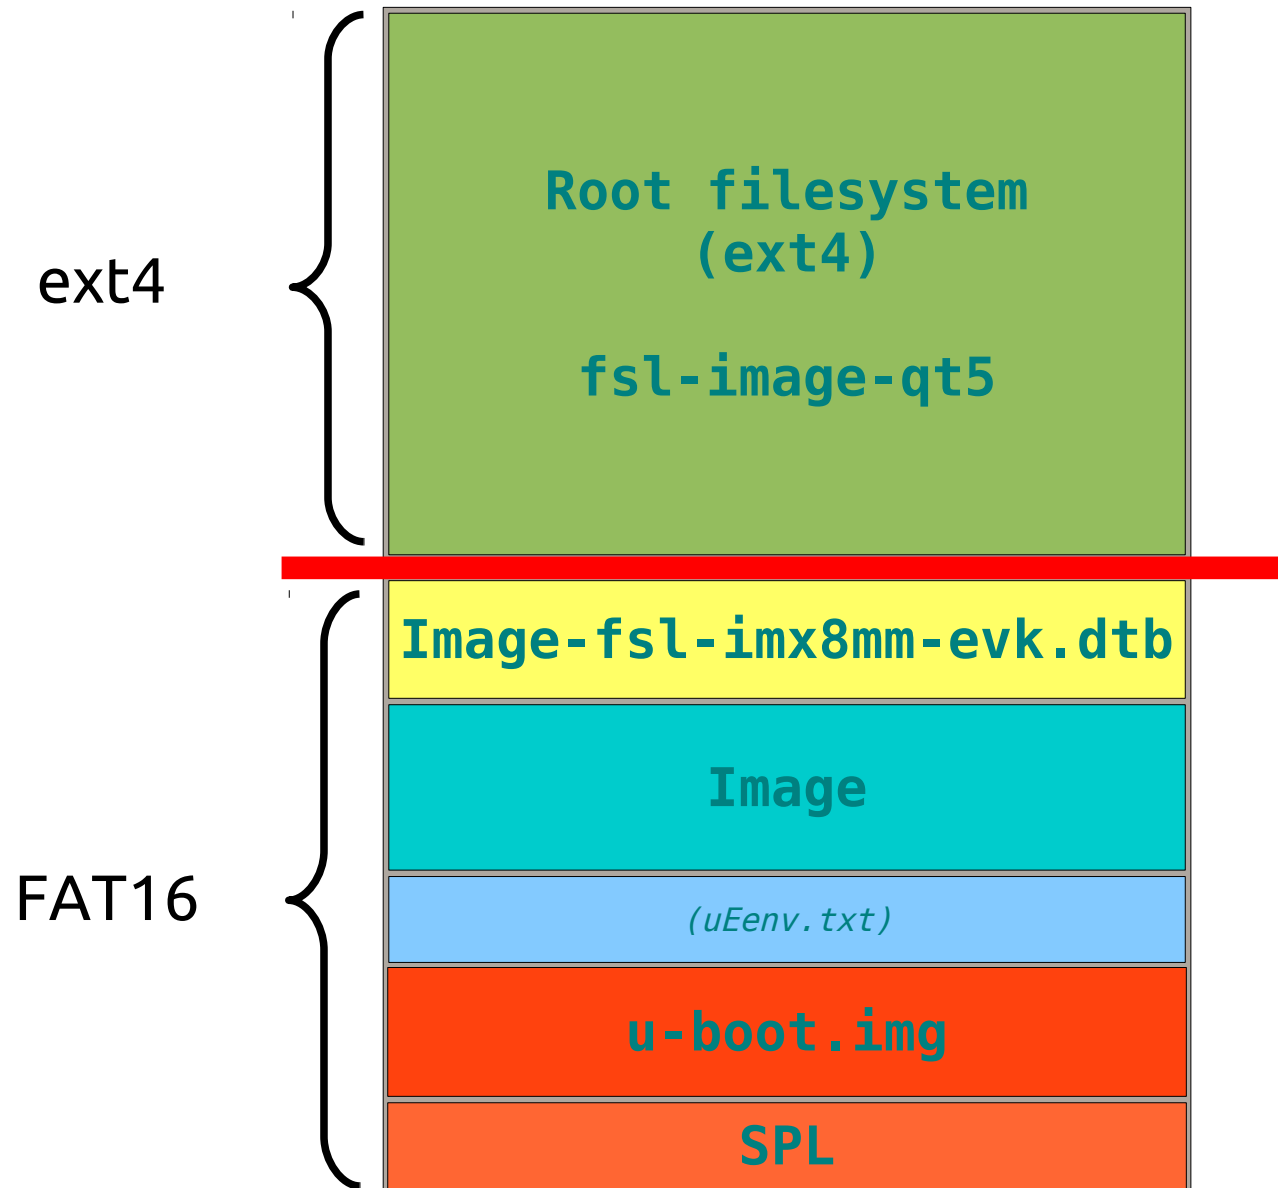 ext4
Root filesystem
(ext4)
fsl-image-qt5
Image-fsl-imx8mm-evk.dtb
Image
FAT16
(uEenv.txt)
u-boot.img
SPL